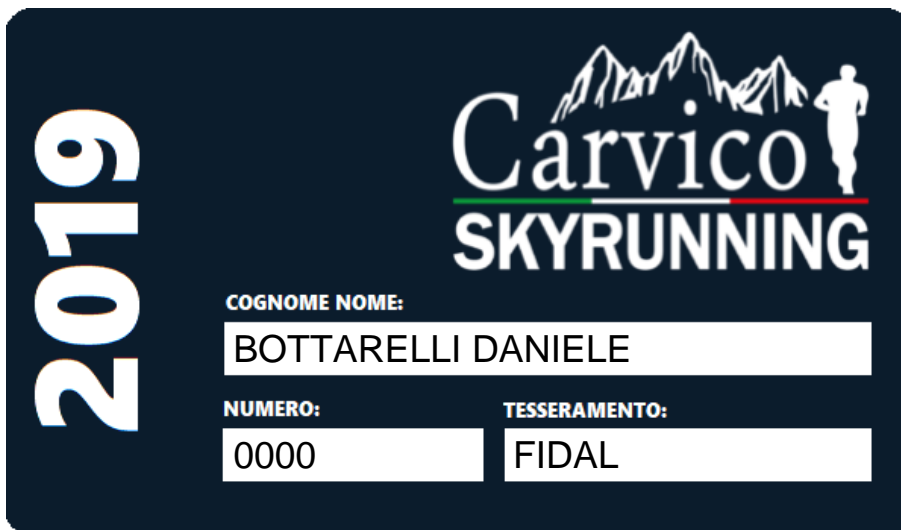 2019
Carvico
SKYRUNNING
COGNOME NOME:
BOTTARELLI DANIELE
NUMERO: TESSERAMENTO:
0000 FIDAL